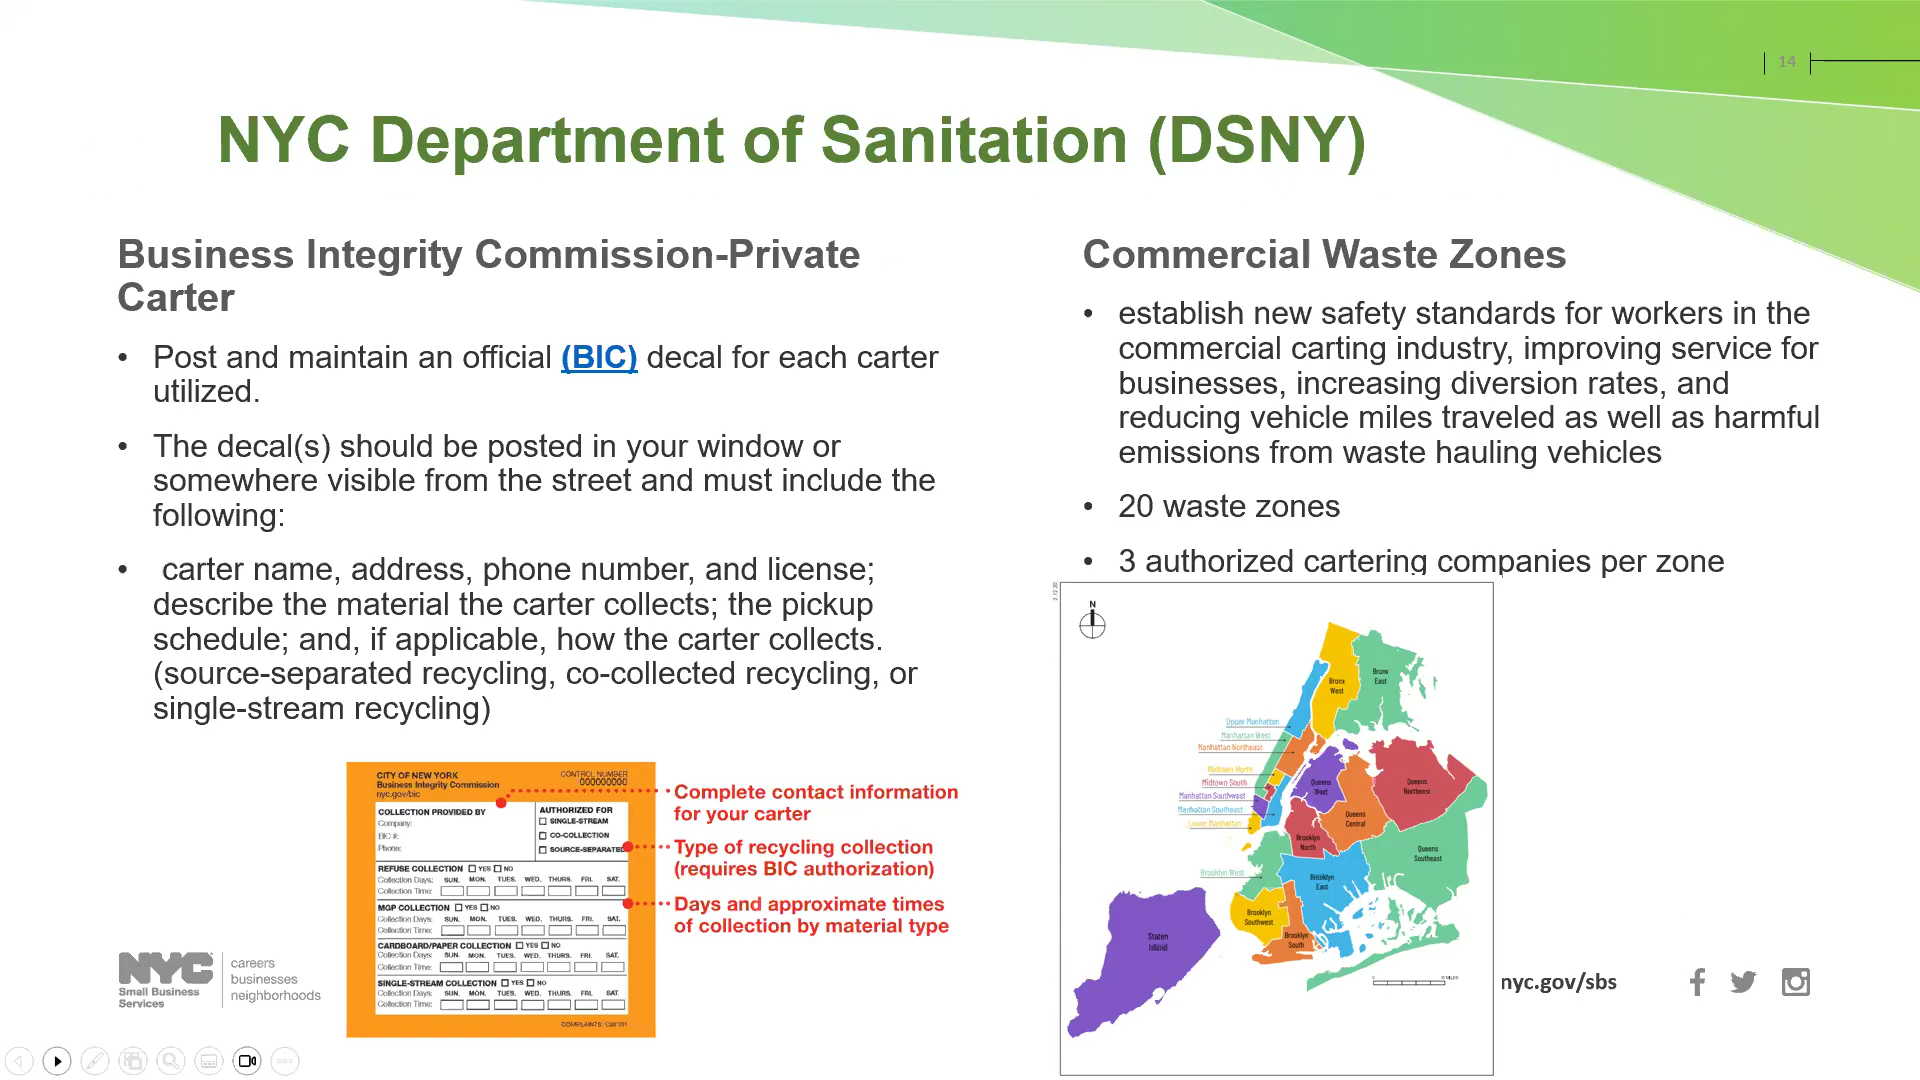 14
NYC Department of Sanitation (DSNY)
Business Integrity Commission-Private
Carter
• Post and maintain an official (BIC) decal for each carter
utilized.
• The decal(s) should be posted in your window or
somewhere visible from the street and must include the
following:
• carter name, address, phone number, and license;
describe the material the carter collects; the pickup
schedule; and, if applicable, how the carter collects.
(source-separated recycling, co-collected recycling, or
single-stream recycling)
CITY OF NEW YORK
Business Integrity Commission
nyc.gov/bic
CONTROL NUMBER
000000000
COLLECTION PROVIDED BY
Company:
BIC #:
Phone:
AUTHORIZED FOR
SINGLE-STREAM
CO-COLLECTION
SOURCE-SEPARATED
REFUSE COLLECTION YES NO
Collection Days: SUN. MON. TUES. WED. THURS. FRI. SAT.
Collection Time:
MGP COLLECTION YES NO
Collection Days: SUN. MON. TUES. WED. THURS. FRI. SAT.
Collection Time:
CARDBOARD/PAPER COLLECTION YES NO
Collection Days: SUN. MON. TUES. WED. THURS. FRI. SAT.
Collection Time:
SINGLE-STREAM COLLECTION YES NO
Collection Days: SUN. MON. TUES. WED. THURS. FRI. SAT.
Collection Time:
COMPLAINTS: Call 311
Complete contact information
for your carter
Type of recycling collection
(requires BIC authorization)
Days and approximate times
of collection by material type
NYC
Small Business
Services
careers
businesses
neighborhoods
Commercial Waste Zones
• establish new safety standards for workers in the
commercial carting industry, improving service for
businesses, increasing diversion rates, and
reducing vehicle miles traveled as well as harmful
emissions from waste hauling vehicles
• 20 waste zones
• 3 authorized cartering companies per zone
N
Bronx
West
Bronx
East
Upper Manhattan
Manhattan West
Manhattan Northeast
Midtown North
Midtown South
Manhattan Southwest
Manhattan Southeast
Lower Manhattan
Queens
West
Queens
Northeast
Queens
Central
Queens
Southeast
Brooklyn
North
Brooklyn West
Brooklyn
East
Brooklyn
Southwest
Brooklyn
South
Staten
Island
nyc.gov/sbs